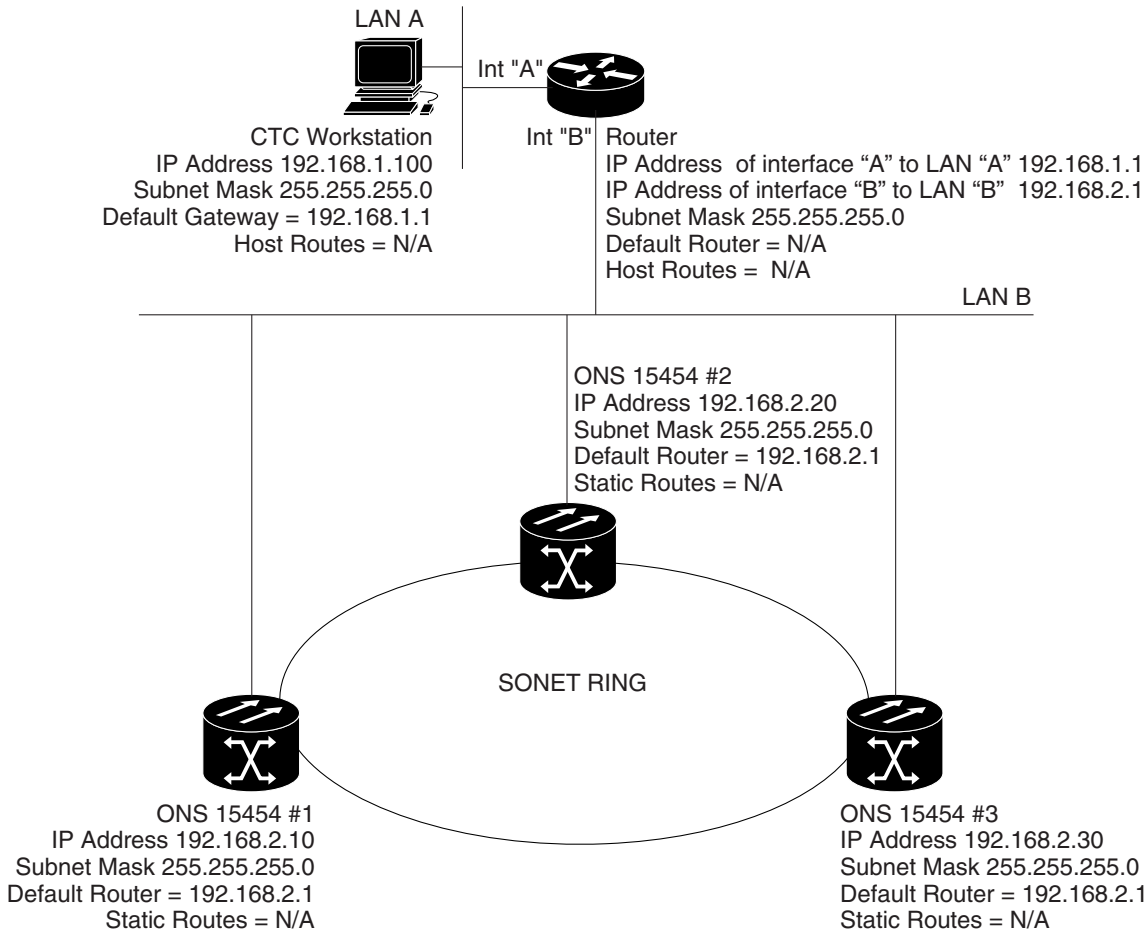 LAN A
Int "A"
CTC Workstation
IP Address 192.168.1.100
Subnet Mask 255.255.255.0
Default Gateway = 192.168.1.1
Host Routes = N/A
Int "B"
Router
IP Address of interface “A” to LAN “A” 192.168.1.1
IP Address of interface “B” to LAN “B” 192.168.2.1
Subnet Mask 255.255.255.0
Default Router = N/A
Host Routes = N/A
LAN B
ONS 15454 #2
IP Address 192.168.2.20
Subnet Mask 255.255.255.0
Default Router = 192.168.2.1
Static Routes = N/A
SONET RING
ONS 15454 #1
IP Address 192.168.2.10
Subnet Mask 255.255.255.0
Default Router = 192.168.2.1
Static Routes = N/A
ONS 15454 #3
IP Address 192.168.2.30
Subnet Mask 255.255.255.0
Default Router = 192.168.2.1
Static Routes = N/A